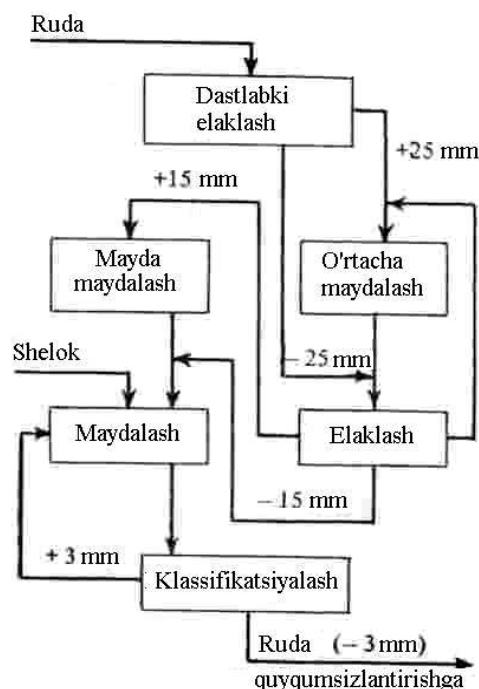 Ruda
Dastlabki
elaklash
+25 mm
+15 mm
Mayda
maydalash
O'rtacha
maydalash
– 25 mm
Shelok
Maydalash
Elaklash
– 15 mm
+ 3 mm
Klassifikatsiyalash
Ruda (– 3 mm)
quyqumsizlantirishga